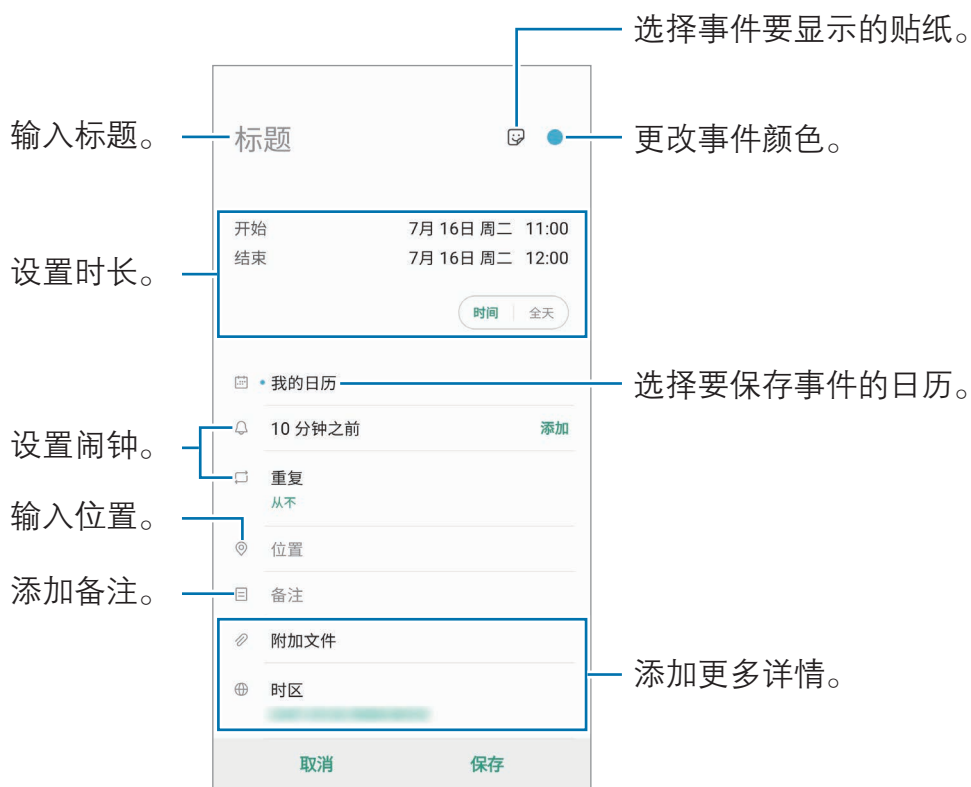 选择事件要显示的贴纸。
输入标题。
标题
更改事件颜色。
开始 7月 16日 周二 11:00
结束 7月 16日 周二 12:00
设置时长。
时间 全天
我的日历
选择要保存事件的日历。
10 分钟之前 添加
设置闹钟。
重复
从不
输入位置。
位置
添加备注。
备注
附加文件
添加更多详情。
时区
取消 保存